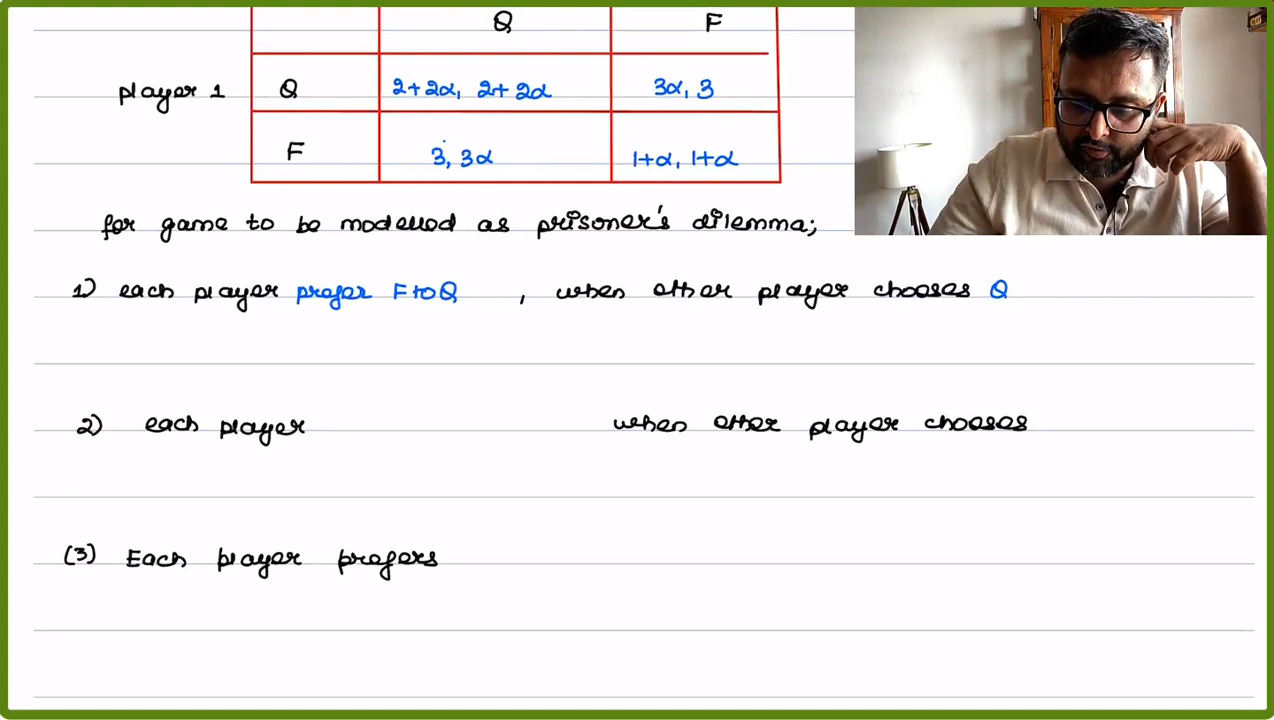 Q F
player 1 Q 2+2α, 2+2α 3α, 3
F 3, 3α 1+α, 1+α
for game to be modelled as prisoner's dilemma;
1) each player prefer F to Q , when other player chooses Q
2) each player when other player chooses
(3) Each player prefers